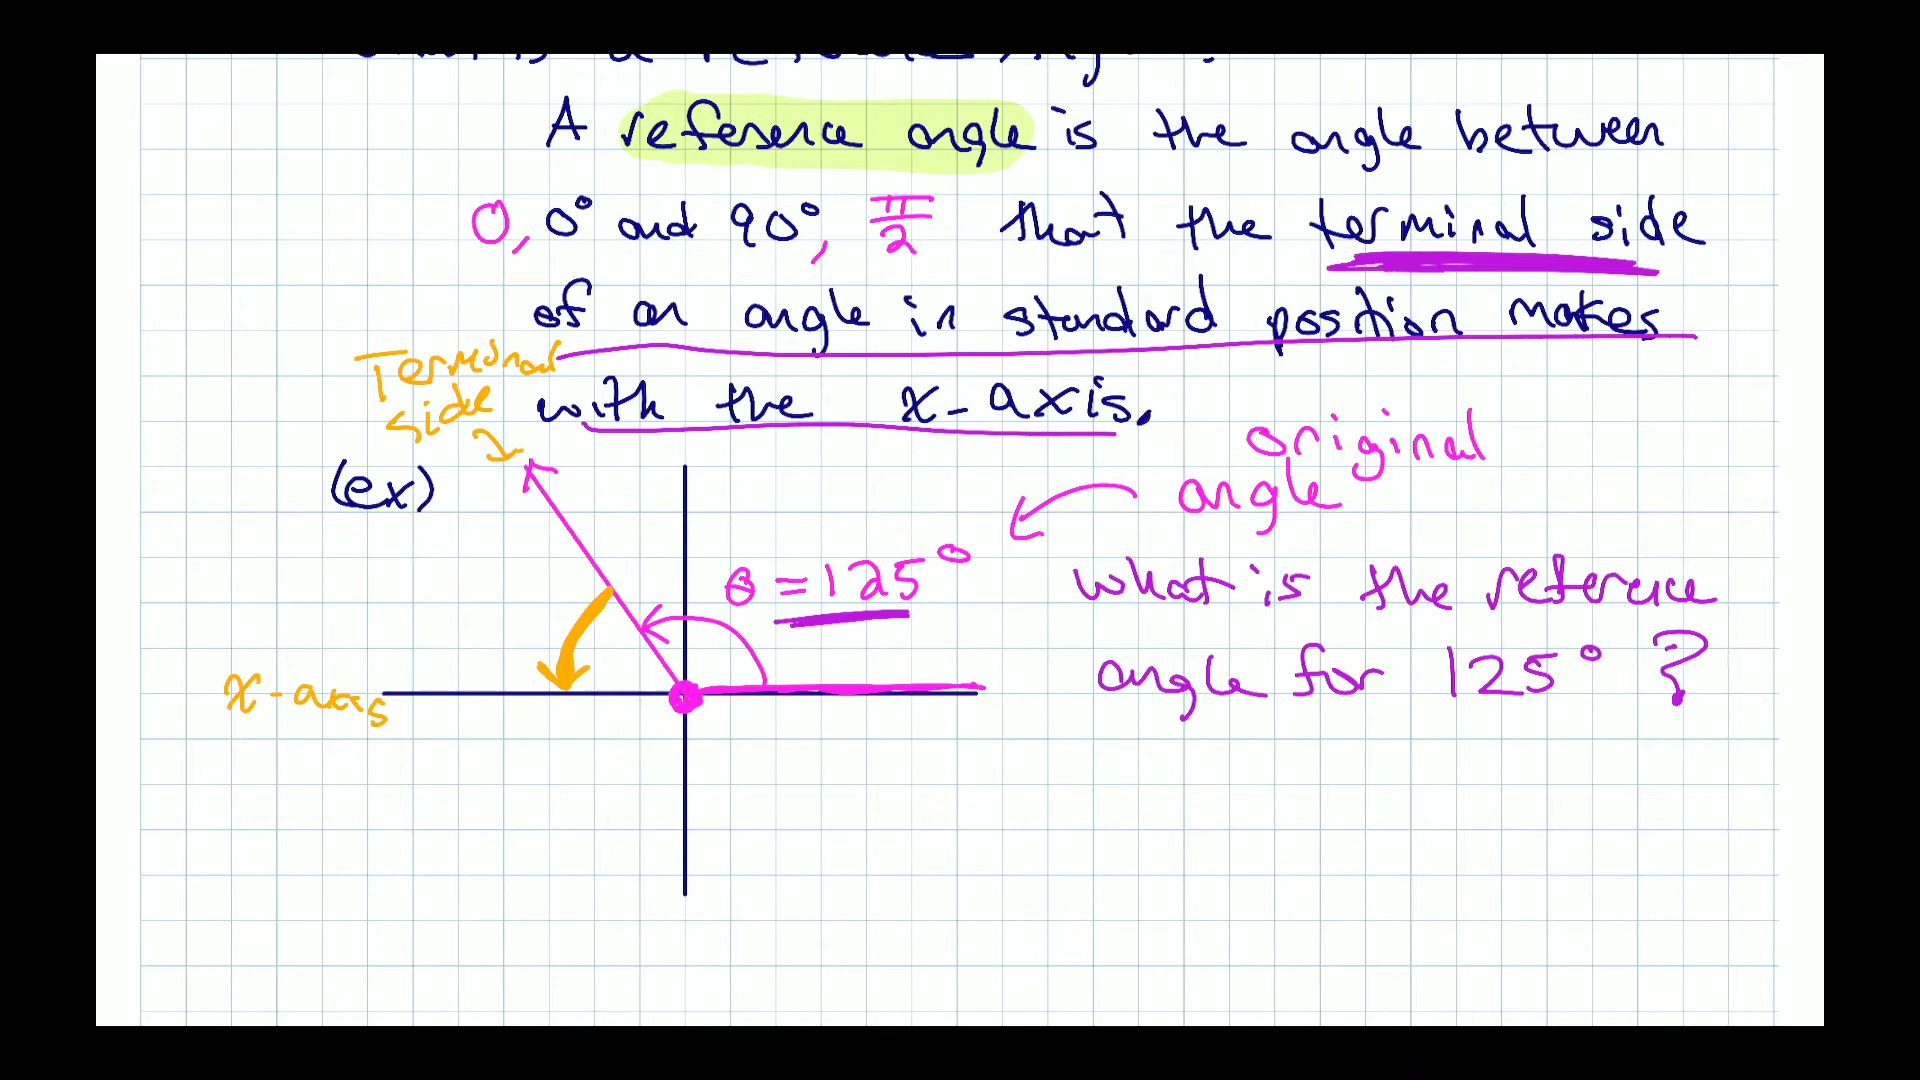 A reference angle is the angle between
0, 0° and 90°, π/2 that the terminal side
of an angle in standard position makes
with the x-axis.
Terminal
side
(ex)
original
angle
θ = 125°
x-axis
what is the reference
angle for 125° ?